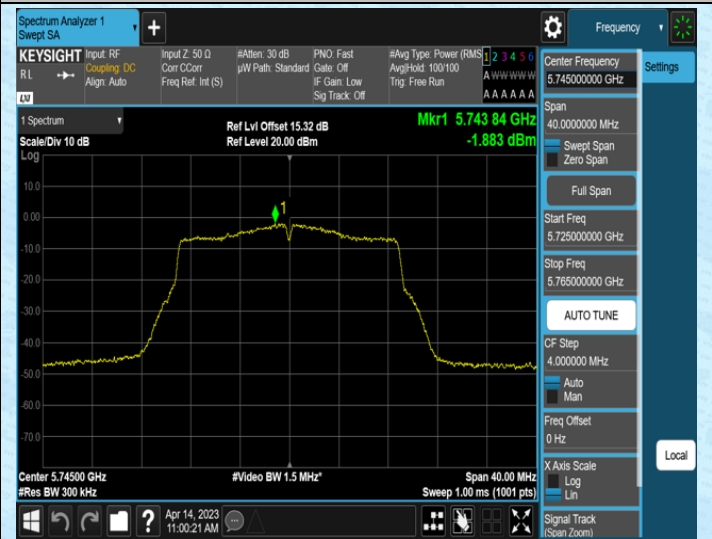 Spectrum Analyzer 1
Swept SA
+
Frequency
KEYSIGHT
RL
LXI
Input: RF
Coupling: DC
Align: Auto
Input Z: 50 Ω
Corr CCorr
Freq Ref: Int (S)
#Atten: 30 dB
µW Path: Standard
PNO: Fast
Gate: Off
IF Gain: Low
Sig Track: Off
#Avg Type: Power (RMS)
Avg|Hold: 100/100
Trig: Free Run
1 2 3 4 5 6
A W W W W W
A A A A A A
1 Spectrum
Scale/Div 10 dB
Log
Ref Lvl Offset 15.32 dB
Ref Level 20.00 dBm
Mkr1 5.743 84 GHz
-1.883 dBm
10.0
0.00
-10.0
-20.0
-30.0
-40.0
-50.0
-60.0
-70.0
1
Center 5.74500 GHz
#Res BW 300 kHz
#Video BW 1.5 MHz*
Span 40.00 MHz
Sweep 1.00 ms (1001 pts)
Center Frequency
5.745000000 GHz
Settings
Span
40.0000000 MHz
Swept Span
Zero Span
Full Span
Start Freq
5.725000000 GHz
Stop Freq
5.765000000 GHz
AUTO TUNE
CF Step
4.000000 MHz
Auto
Man
Freq Offset
0 Hz
X Axis Scale
Log
Lin
Signal Track
(Span Zoom)
Local
?
Apr 14, 2023
11:00:21 AM